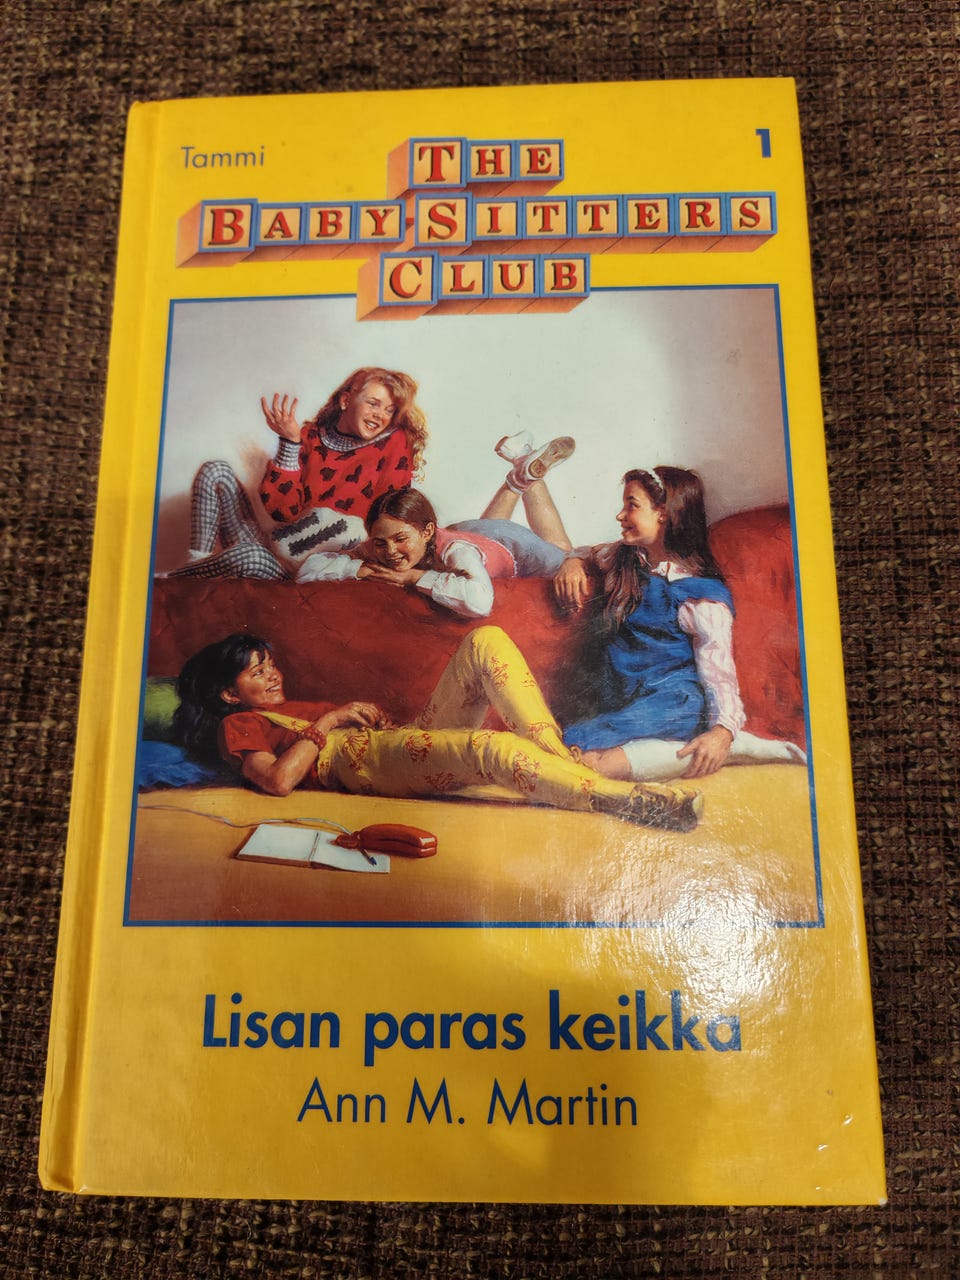 Tammi
1
THE
BABY-SITTERS
CLUB
Lisan paras keikka
Ann M. Martin